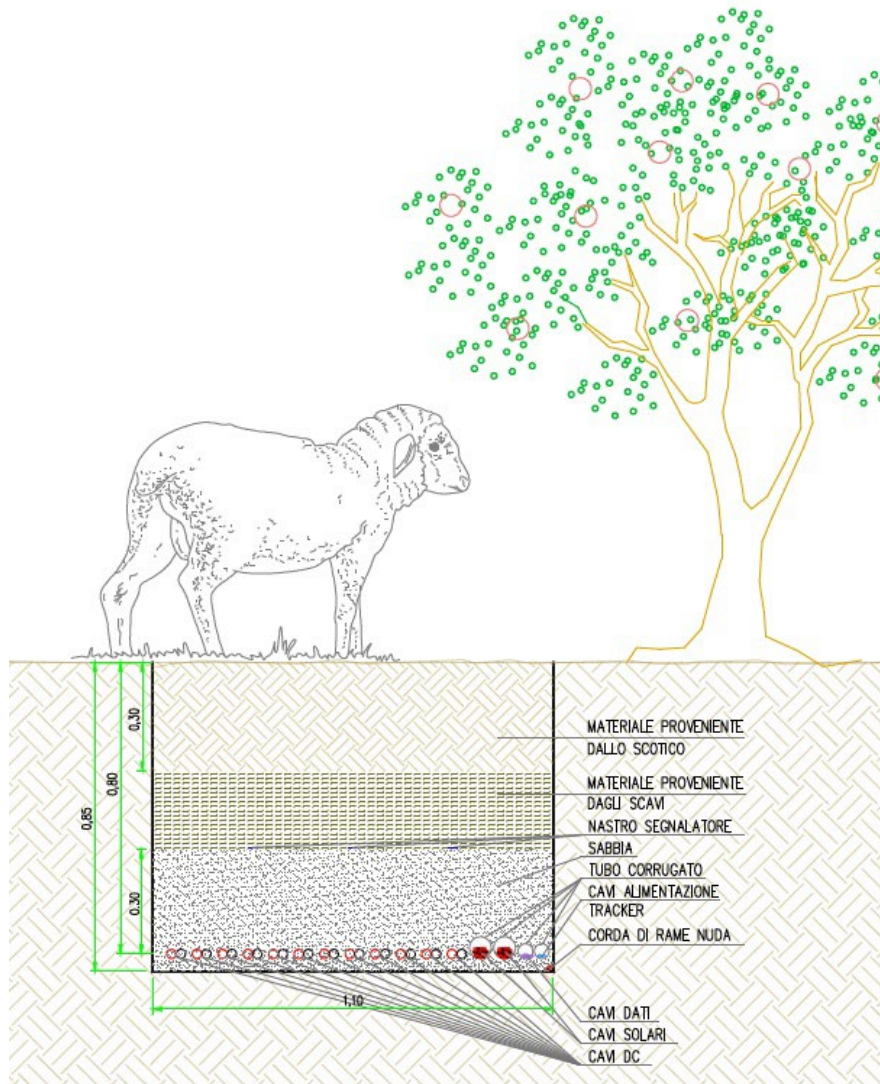 0,30
0,80
0,85
0.30
1,10
MATERIALE PROVENIENTE
DALLO SCOTICO
MATERIALE PROVENIENTE
DAGLI SCAVI
NASTRO SEGNALATORE
SABBIA
TUBO CORRUGATO
CAVI ALIMENTAZIONE
TRACKER
CORDA DI RAME NUDA
CAVI DATI
CAVI SOLARI
CAVI DC